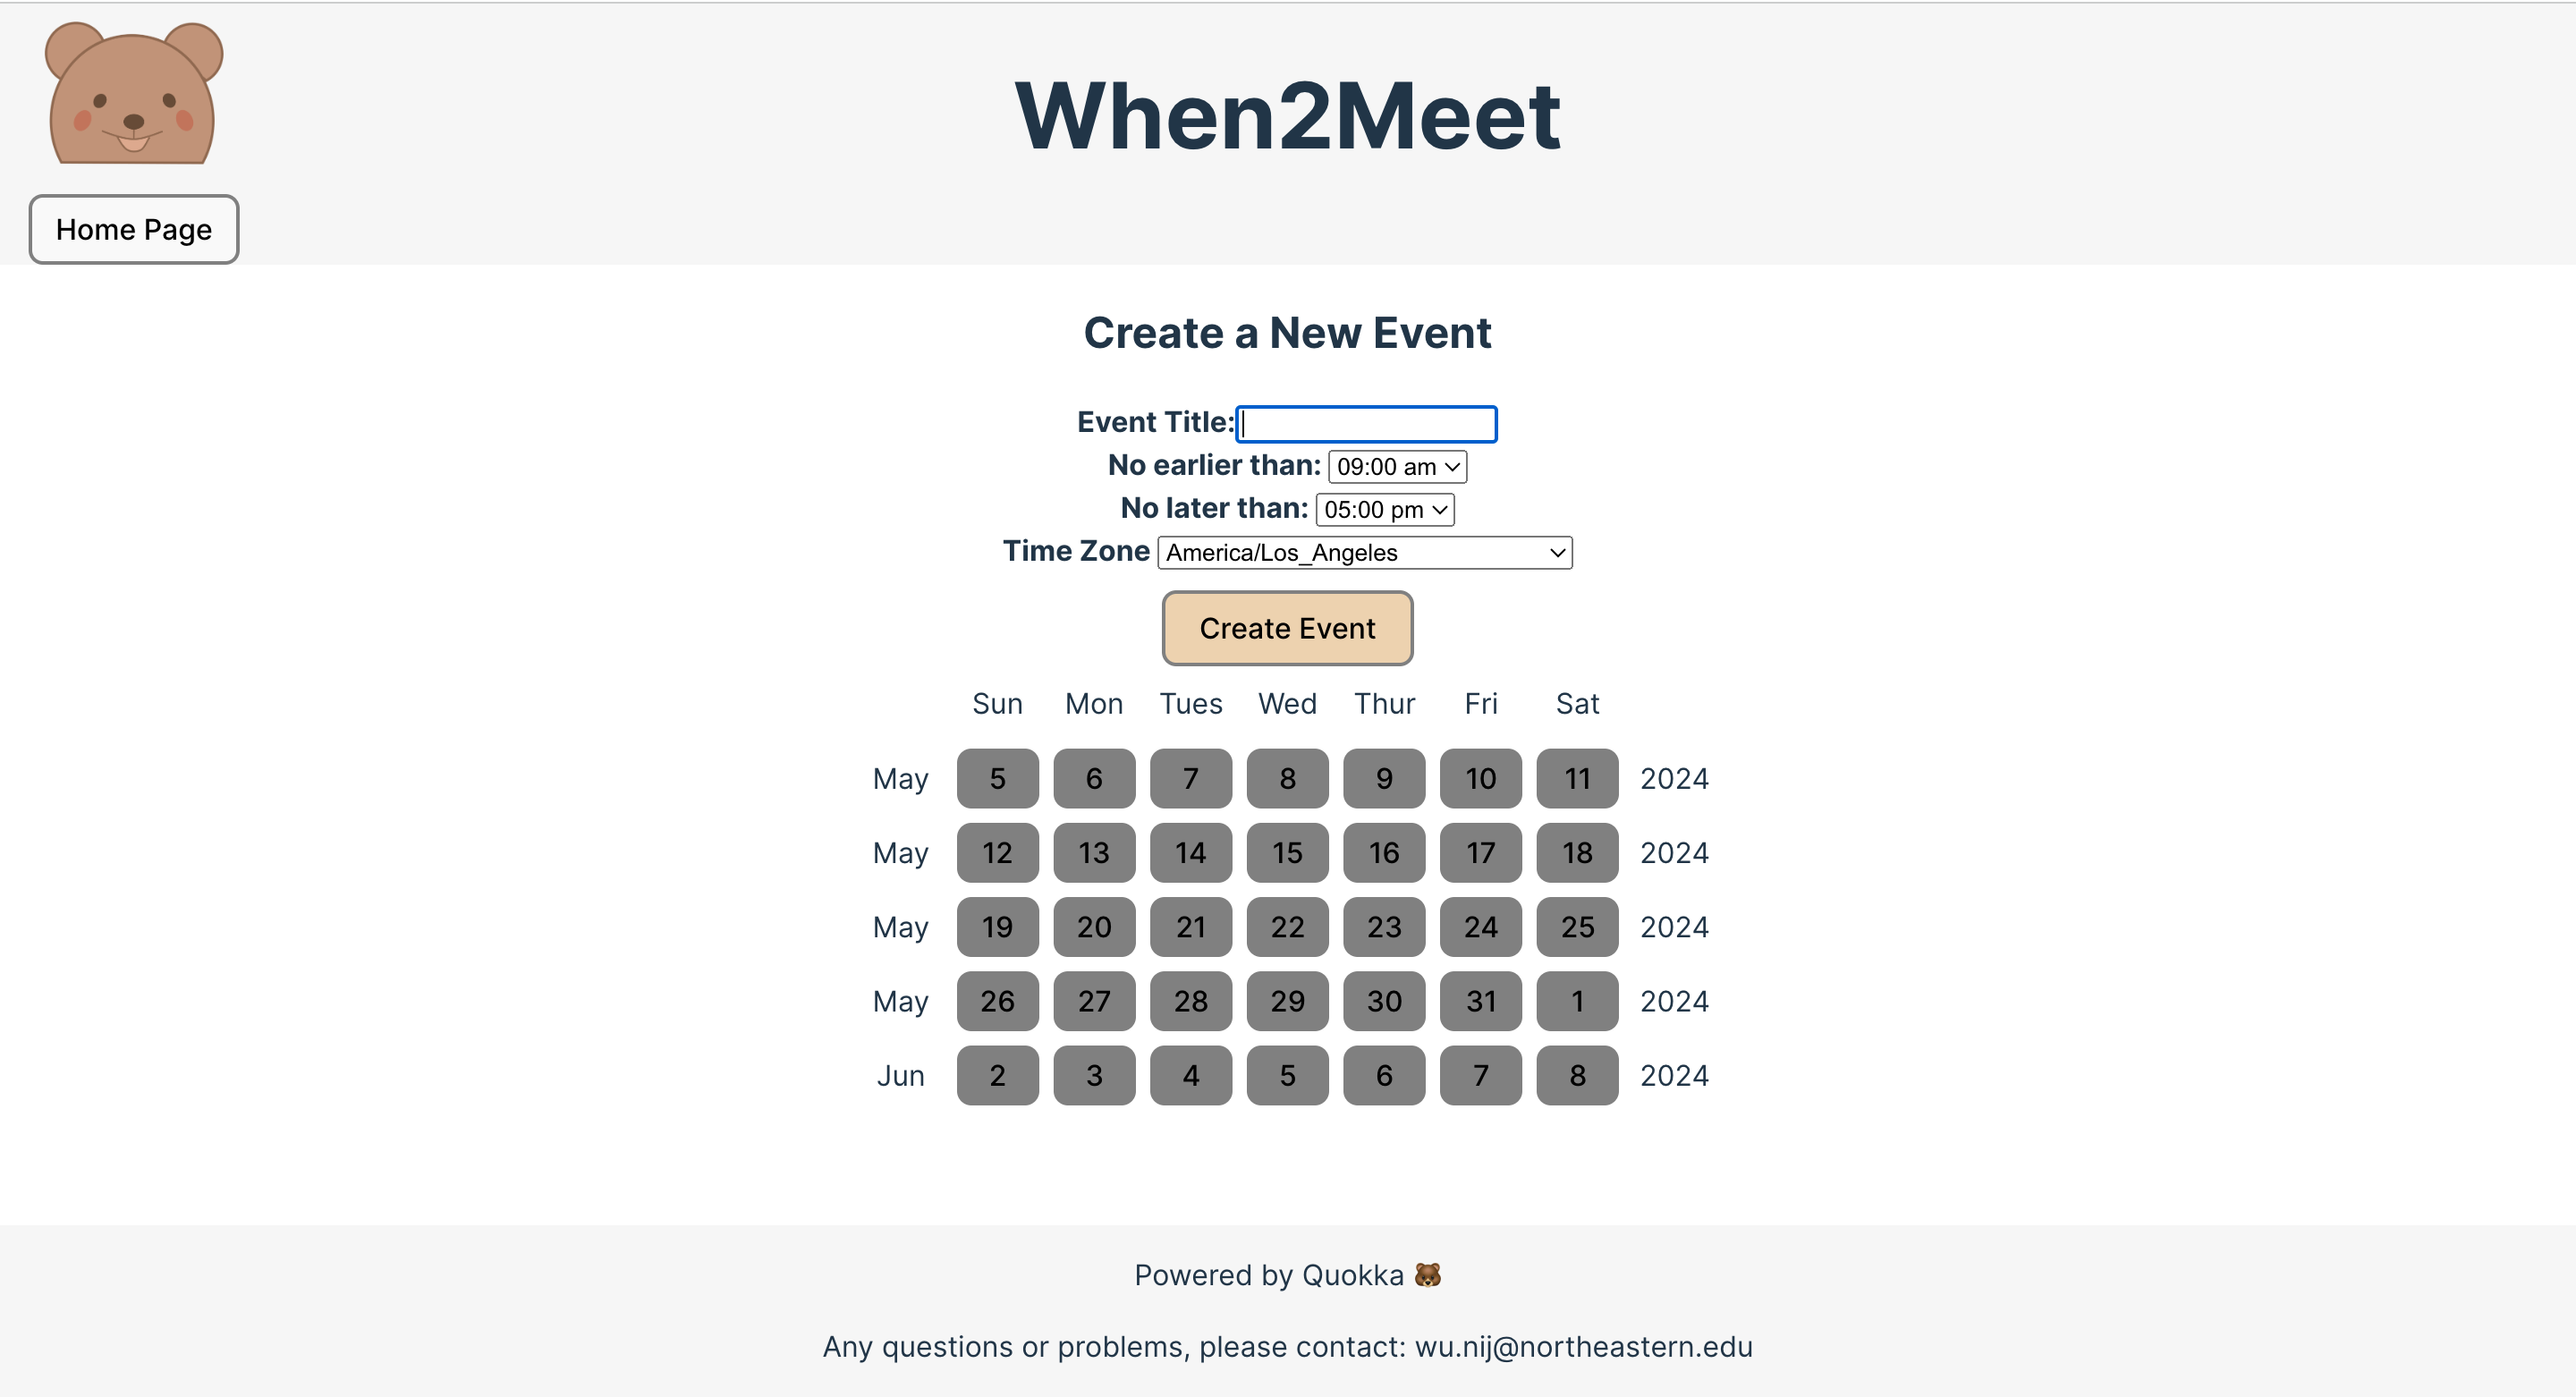 When2Meet
Home Page
Create a New Event
Event Title:
No earlier than: 09:00 am
No later than: 05:00 pm
Time Zone America/Los_Angeles
Create Event
Sun Mon Tues Wed Thur Fri Sat
May 5 6 7 8 9 10 11 2024
May 12 13 14 15 16 17 18 2024
May 19 20 21 22 23 24 25 2024
May 26 27 28 29 30 31 1 2024
Jun 2 3 4 5 6 7 8 2024
Powered by Quokka 🐻
Any questions or problems, please contact: wu.nij@northeastern.edu